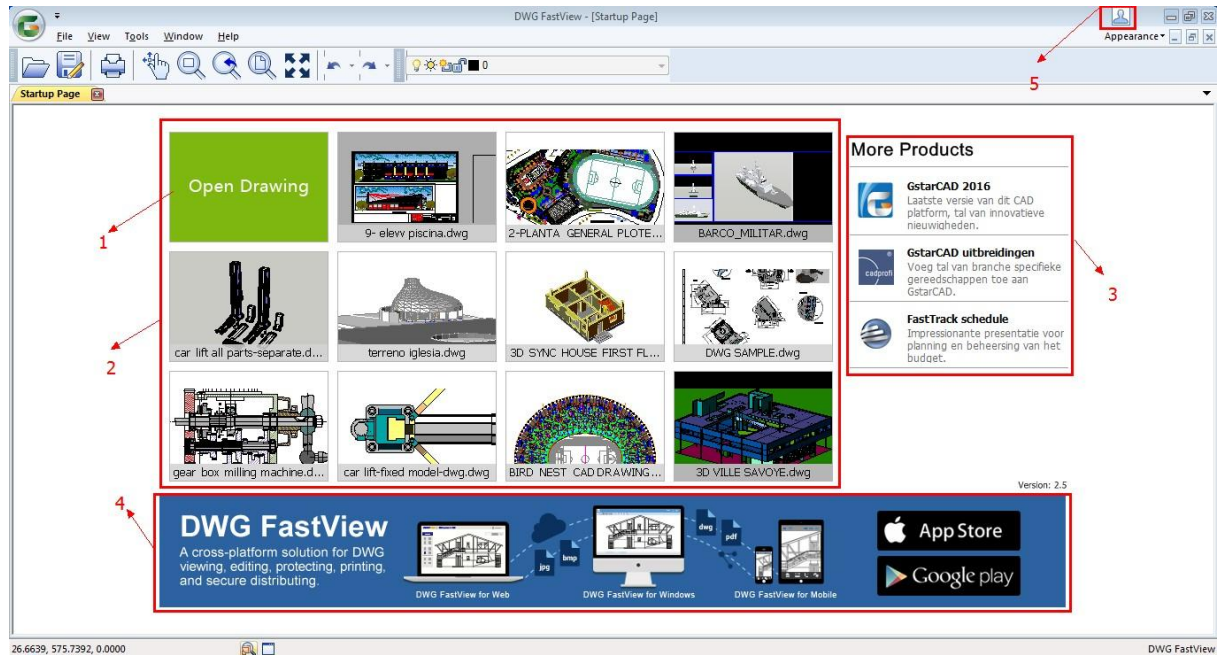 DWG FastView - [Startup Page]
File View Tools Window Help
Appearance
0
5
Startup Page
Open Drawing
1
9- elevv piscina.dwg
2-PLANTA GENERAL PLOTE...
BARCO_MILITAR.dwg
car lift all parts-separate.d...
terreno iglesia.dwg
3D SYNC HOUSE FIRST FL...
DWG SAMPLE.dwg
2
gear box milling machine.d...
car lift-fixed model-dwg.dwg
BIRD NEST CAD DRAWING...
3D VILLE SAVOYE.dwg
More Products
GstarCAD 2016
Laatste versie van dit CAD
platform, tal van innovatieve
nieuwigheden.
cadprofi
GstarCAD uitbreidingen
Voeg tal van branche specifieke
gereedschappen toe aan
GstarCAD.
3
FastTrack schedule
Impressionante presentatie voor
planning en beheersing van het
budget.
Version: 2.5
4
DWG FastView
A cross-platform solution for DWG
viewing, editing, protecting, printing,
and secure distributing.
jpg
bmp
dwg
pdf
DWG FastView for Web
DWG FastView for Windows
DWG FastView for Mobile
App Store
Google play
26.6639, 575.7392, 0.0000
DWG FastView